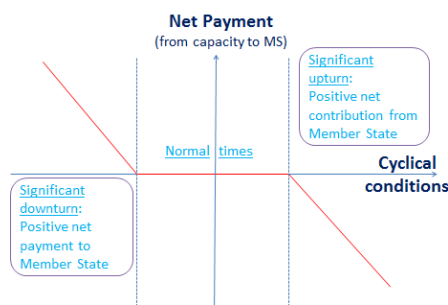 Net Payment
(from capacity to MS)
Significant
upturn:
Positive net
contribution from
Member State
Normal times
Cyclical
conditions
Significant
downturn:
Positive net
payment to
Member State